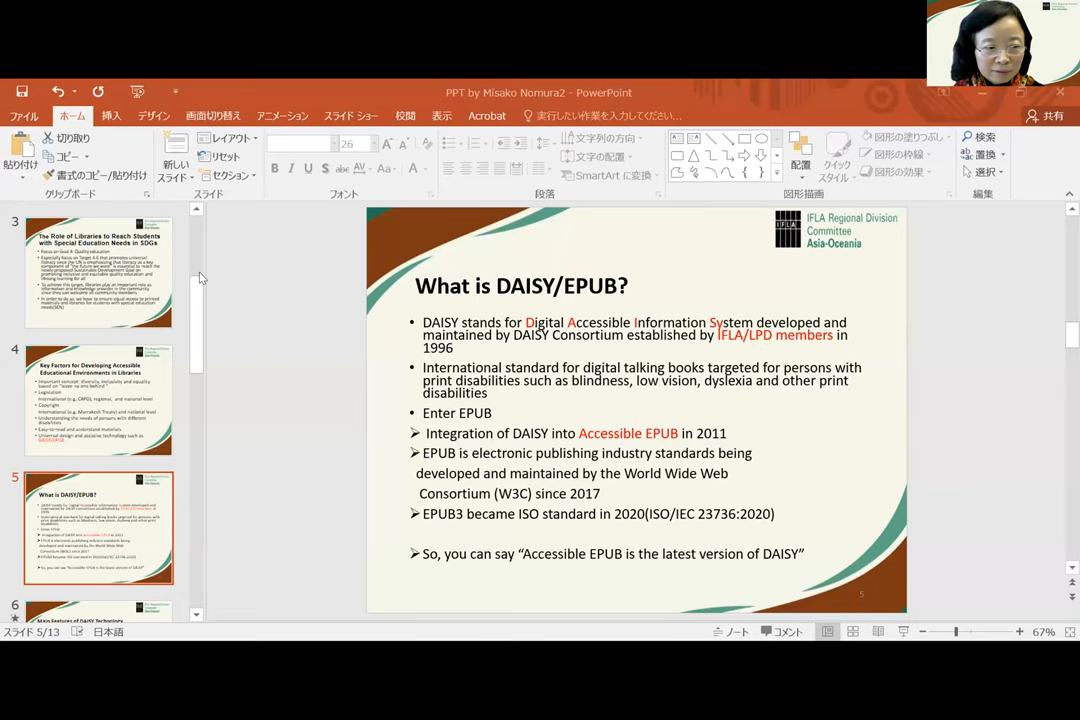 PPT by Misako Nomura2 - PowerPoint
ファイル ホーム 挿入 デザイン 画面切り替え アニメーション スライド ショー 校閲 表示 Acrobat 実行したい作業を入力してください... 共有
貼り付け
切り取り
コピー
書式のコピー/貼り付け
クリップボード
新しい
スライド
レイアウト
リセット
セクション
スライド
26
B I U S abc AV Aa A
フォント
文字列の方向
文字の配置
SmartArt に変換
段落
配置
クイック
スタイル
図形の塗りつぶし
図形の枠線
図形の効果
図形描画
検索
置換
選択
編集
3
The Role of Libraries to Reach Students
with Special Education Needs in SDGs
4
Key Factors for Developing Accessible
Educational Environments in Libraries
5
What is DAISY/EPUB?
6
Main Features of DAISY Technology
IFLA Regional Division
Committee
Asia-Oceania
What is DAISY/EPUB?
• DAISY stands for Digital Accessible Information System developed and
maintained by DAISY Consortium established by IFLA/LPD members in
1996
• International standard for digital talking books targeted for persons with
print disabilities such as blindness, low vision, dyslexia and other print
disabilities
• Enter EPUB
➢ Integration of DAISY into Accessible EPUB in 2011
➢ EPUB is electronic publishing industry standards being
developed and maintained by the World Wide Web
Consortium (W3C) since 2017
➢ EPUB3 became ISO standard in 2020(ISO/IEC 23736:2020)
➢ So, you can say “Accessible EPUB is the latest version of DAISY”
5
スライド 5/13 日本語 ノート コメント 67%